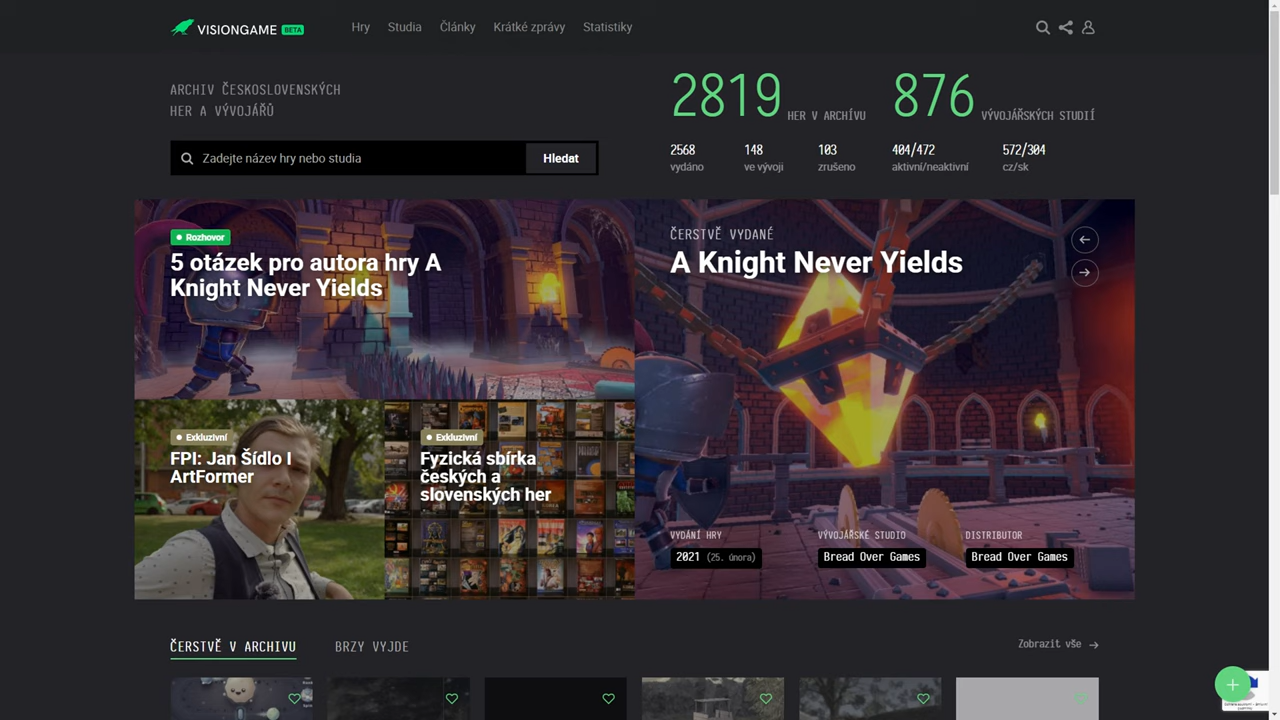 VISIONGAME BETA
Hry Studia Články Krátké zprávy Statistiky
ARCHIV ČESKOSLOVENSKÝCH
HER A VÝVOJÁŘŮ
Zadejte název hry nebo studia
Hledat
2819 HER V ARCHÍVU
876 VÝVOJÁŘSKÝCH STUDIÍ
2568 148 103 404/472 572/304
vydáno ve vývoji zrušeno aktivní/neaktivní cz/sk
Rozhovor
5 otázek pro autora hry A
Knight Never Yields
Exkluzivní
FPI: Jan Šídlo I
ArtFormer
Exkluzivní
Fyzická sbírka
českých a
slovenských her
ČERSTVĚ VYDANÉ
A Knight Never Yields
VYDÁNÍ HRY VÝVOJÁŘSKÉ STUDIO DISTRIBUTOR
2021 (25. února) Bread Over Games Bread Over Games
ČERSTVĚ V ARCHIVU BRZY VYJDE
Zobrazit vše